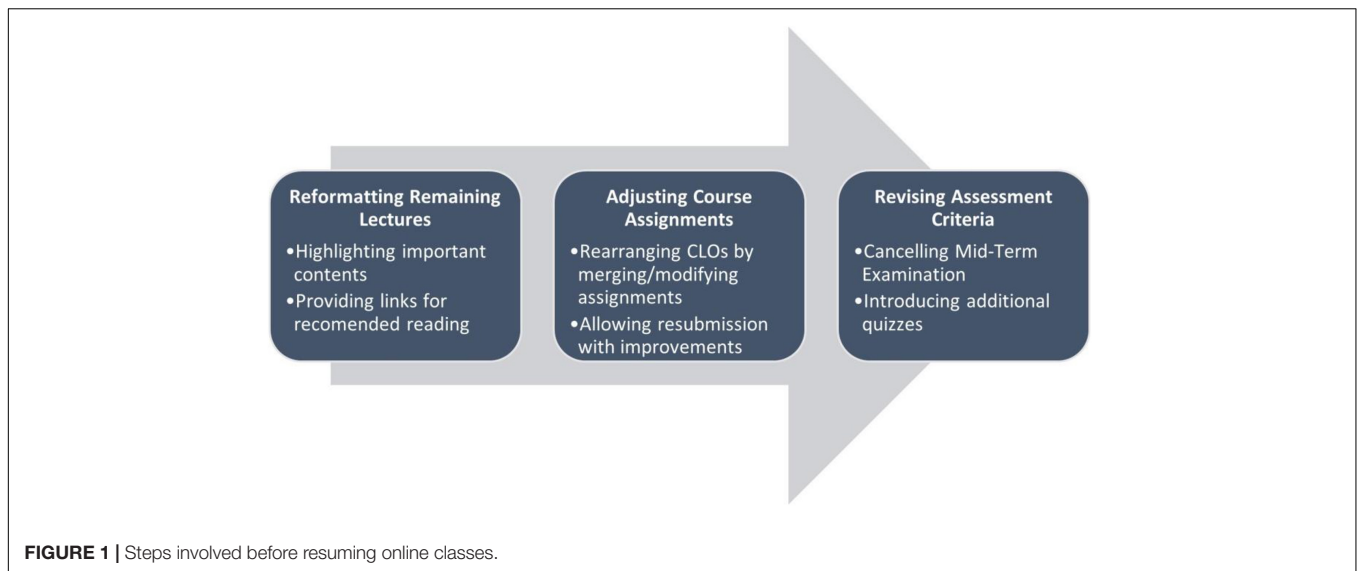 Reformatting Remaining
Lectures
•Highlighting important
contents
•Providing links for
recomended reading
Adjusting Course
Assignments
•Rearranging CLOs by
merging/modifying
assignments
•Allowing resubmission
with improvements
Revising Assessment
Criteria
•Cancelling Mid-Term
Examination
•Introducing additional
quizzes
FIGURE 1 | Steps involved before resuming online classes.